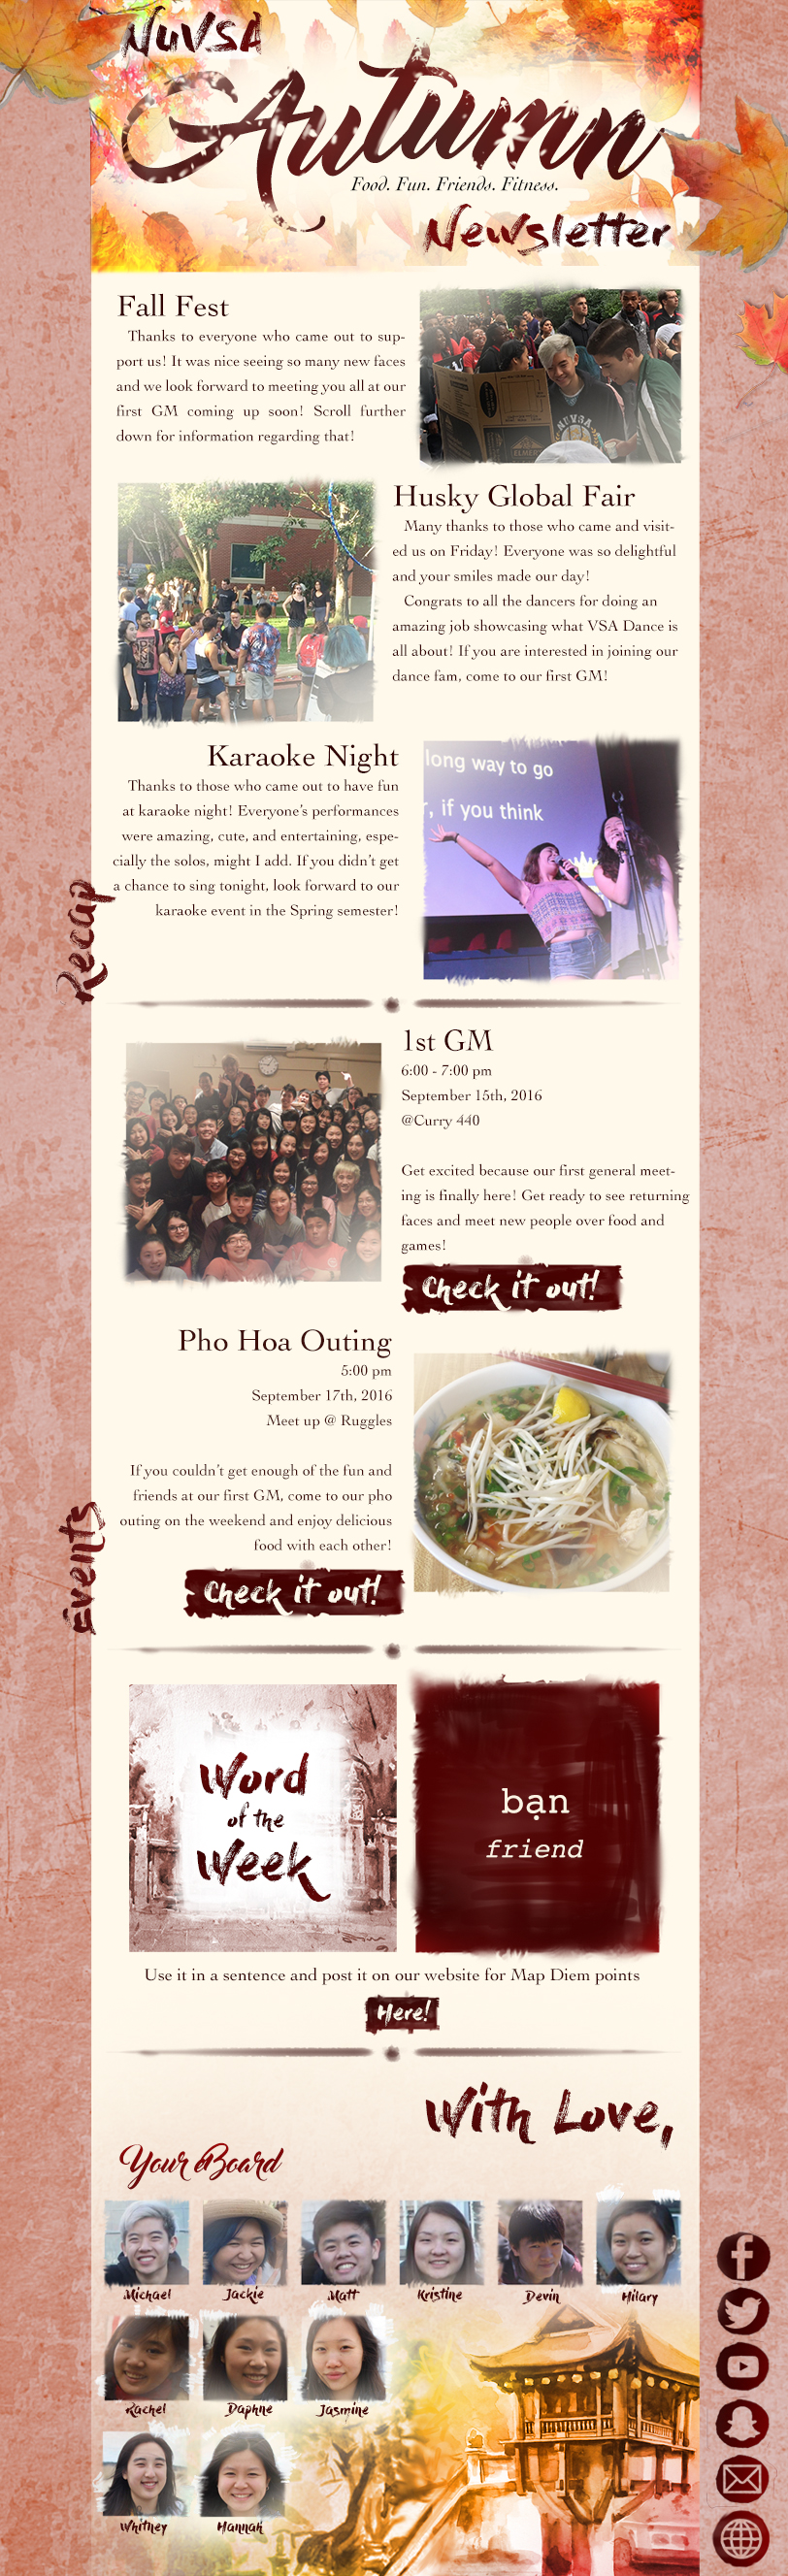 NUVSA
Autumn
Food. Fun. Friends. Fitness.
Newsletter
Fall Fest
Thanks to everyone who came out to sup-
port us! It was nice seeing so many new faces
and we look forward to meeting you all at our
first GM coming up soon! Scroll further
down for information regarding that!
NUVSA
ELMER'S
Husky Global Fair
Many thanks to those who came and visit-
ed us on Friday! Everyone was so delightful
and your smiles made our day!
Congrats to all the dancers for doing an
amazing job showcasing what VSA Dance is
all about! If you are interested in joining our
dance fam, come to our first GM!
Karaoke Night
Thanks to those who came out to have fun
at karaoke night! Everyone's performances
were amazing, cute, and entertaining, espe-
cially the solos, might I add. If you didn't get
a chance to sing tonight, look forward to our
karaoke event in the Spring semester!
long way to go
r, if you think
Recap
1st GM
6:00 - 7:00 pm
September 15th, 2016
@Curry 440
Get excited because our first general meet-
ing is finally here! Get ready to see returning
faces and meet new people over food and
games!
Check it out!
Pho Hoa Outing
5:00 pm
September 17th, 2016
Meet up @ Ruggles
If you couldn't get enough of the fun and
friends at our first GM, come to our pho
outing on the weekend and enjoy delicious
food with each other!
Check it out!
Events
Word
of the
Week
bạn
friend
Use it in a sentence and post it on our website for Map Diem points
Here!
With Love,
Your Board
Michael Jackie Matt Kristine Devin Hilary
Rachel Daphne Jasmine
Whitney Hannah